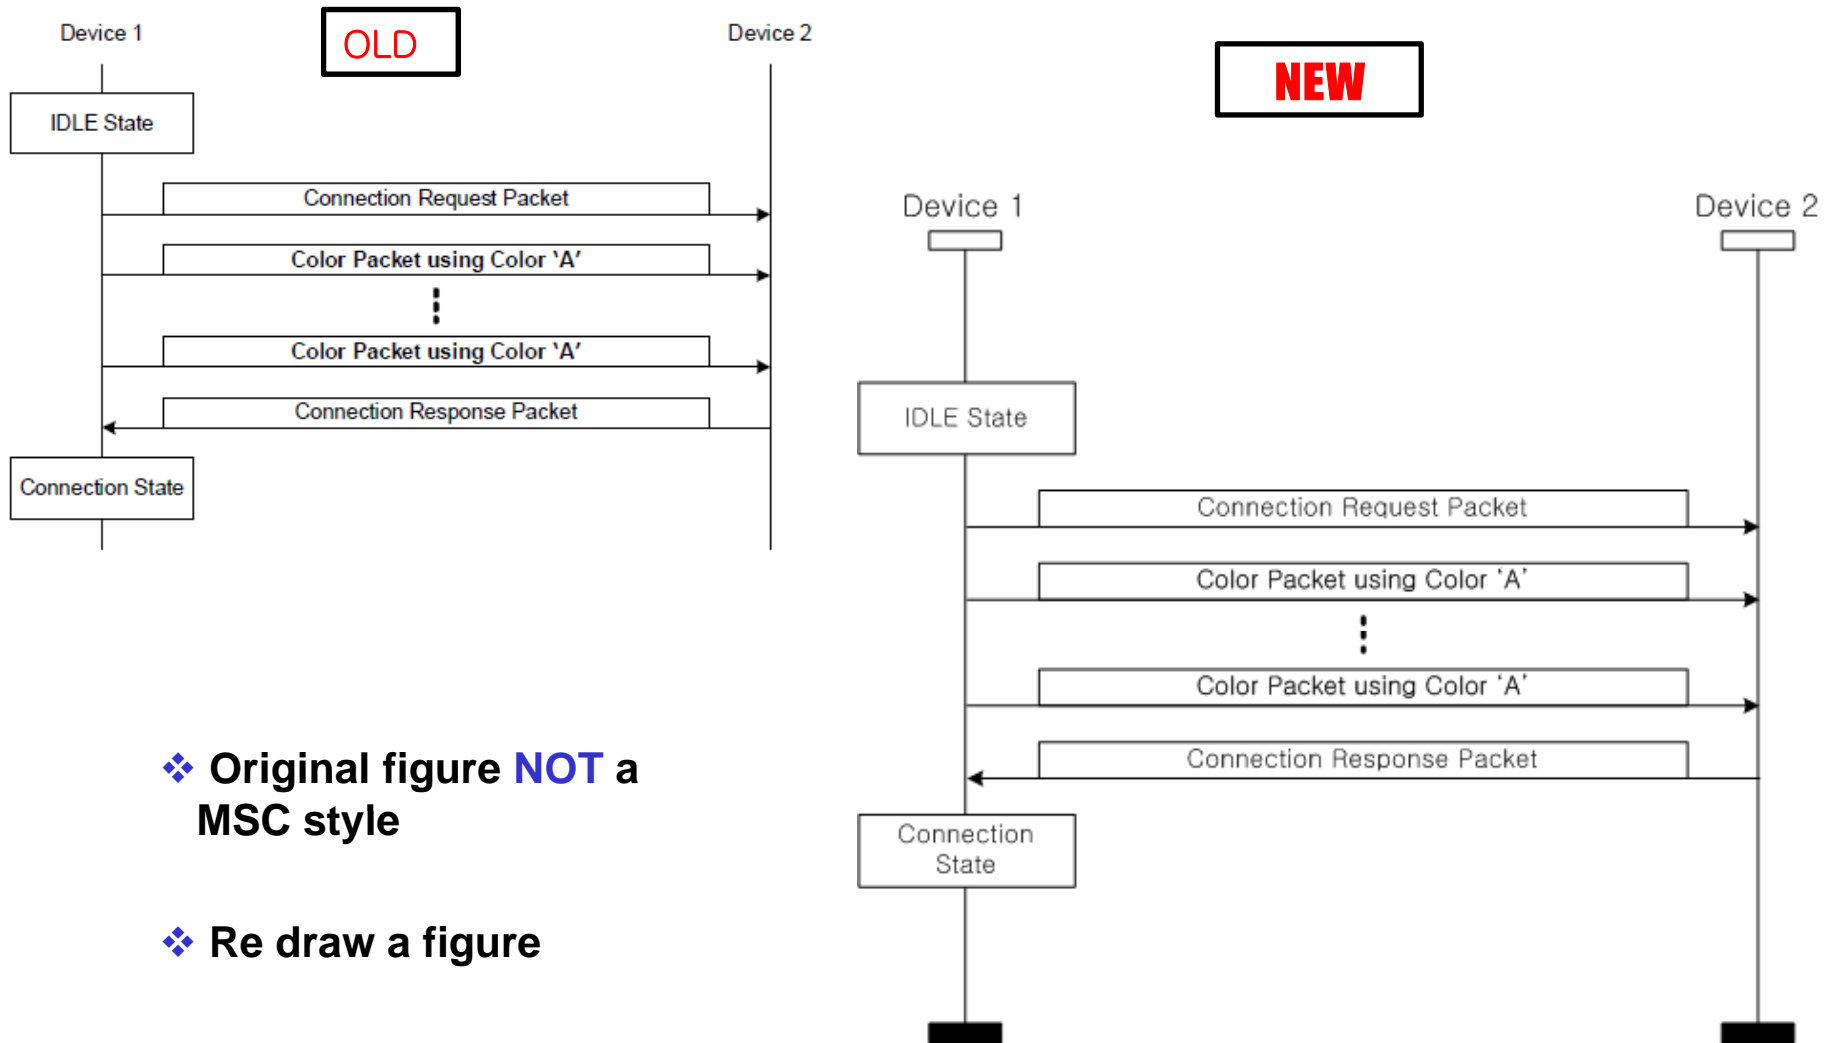 Device 1
OLD
Device 2
IDLE State
Connection Request Packet
Color Packet using Color ‘A’
Color Packet using Color ‘A’
Connection Response Packet
Connection State
NEW
Device 1
Device 2
IDLE State
Connection Request Packet
Color Packet using Color ‘A’
Color Packet using Color ‘A’
Connection Response Packet
Connection
State
Original figure NOT a
MSC style
Re draw a figure